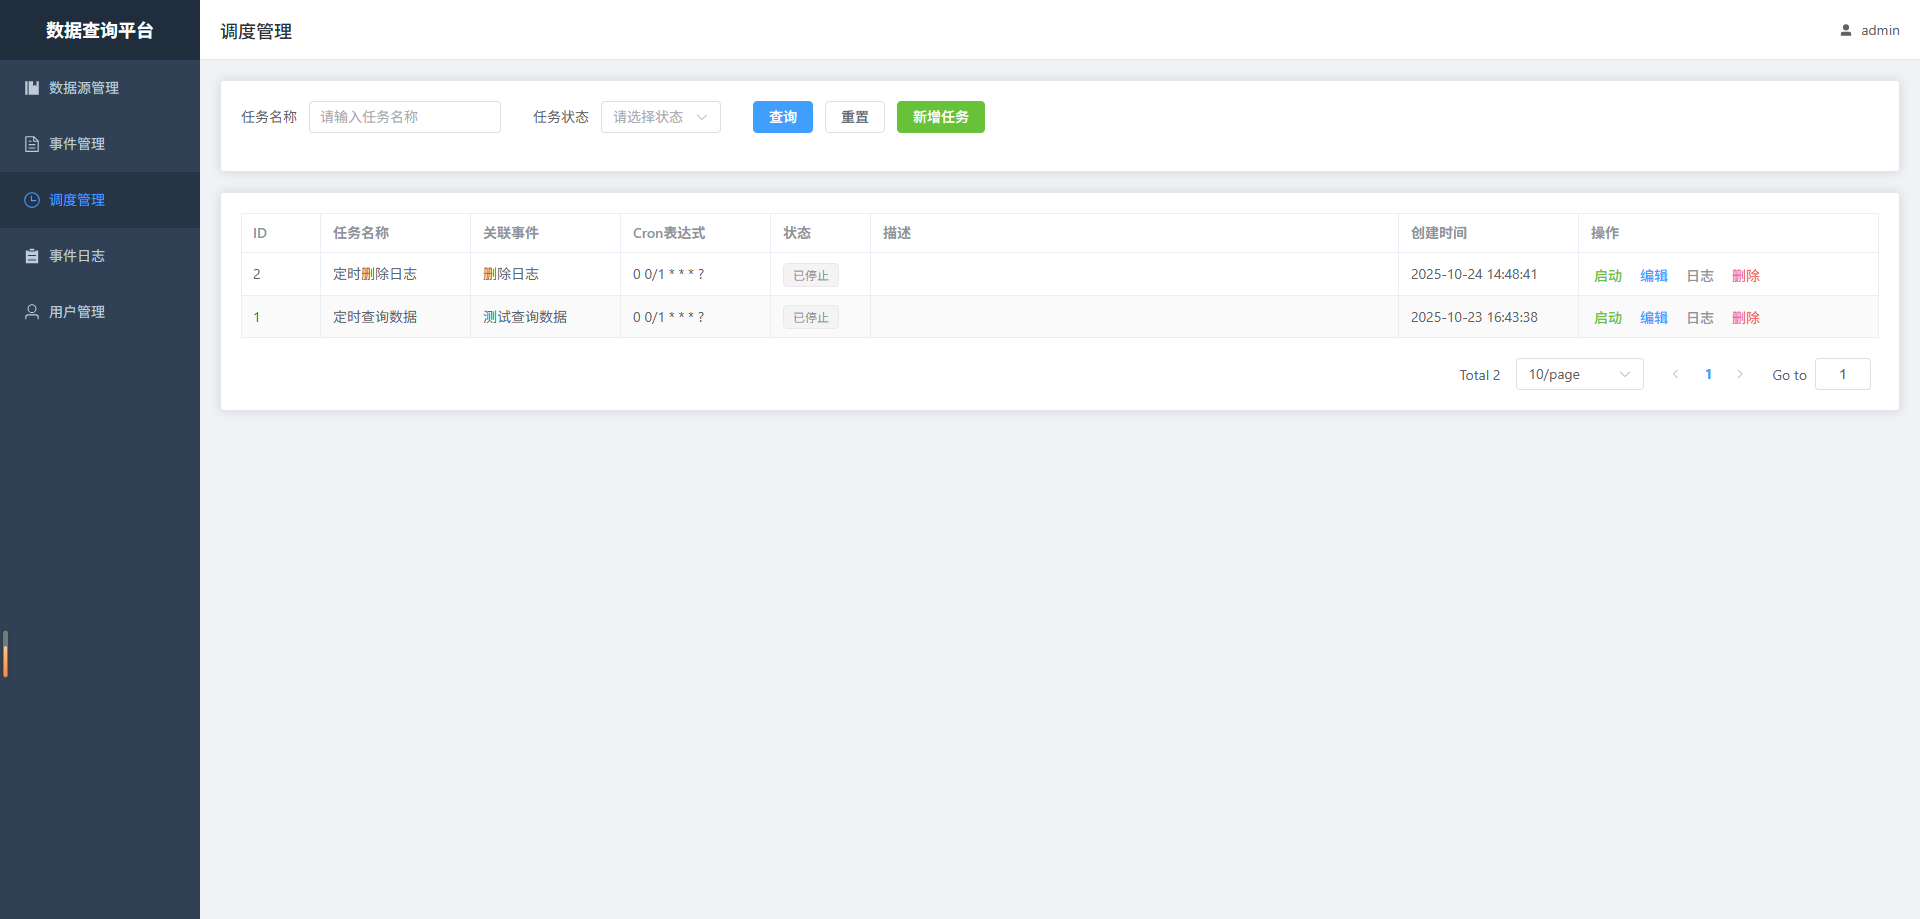 数据查询平台
数据源管理
事件管理
调度管理
事件日志
用户管理
调度管理
admin
任务名称 请输入任务名称 任务状态 请选择状态 查询 重置 新增任务
ID 任务名称 关联事件 Cron表达式 状态 描述 创建时间 操作
2 定时删除日志 删除日志 0 0/1 * * * ? 已停止 2025-10-24 14:48:41 启动 编辑 日志 删除
1 定时查询数据 测试查询数据 0 0/1 * * * ? 已停止 2025-10-23 16:43:38 启动 编辑 日志 删除
Total 2 10/page 1 Go to 1